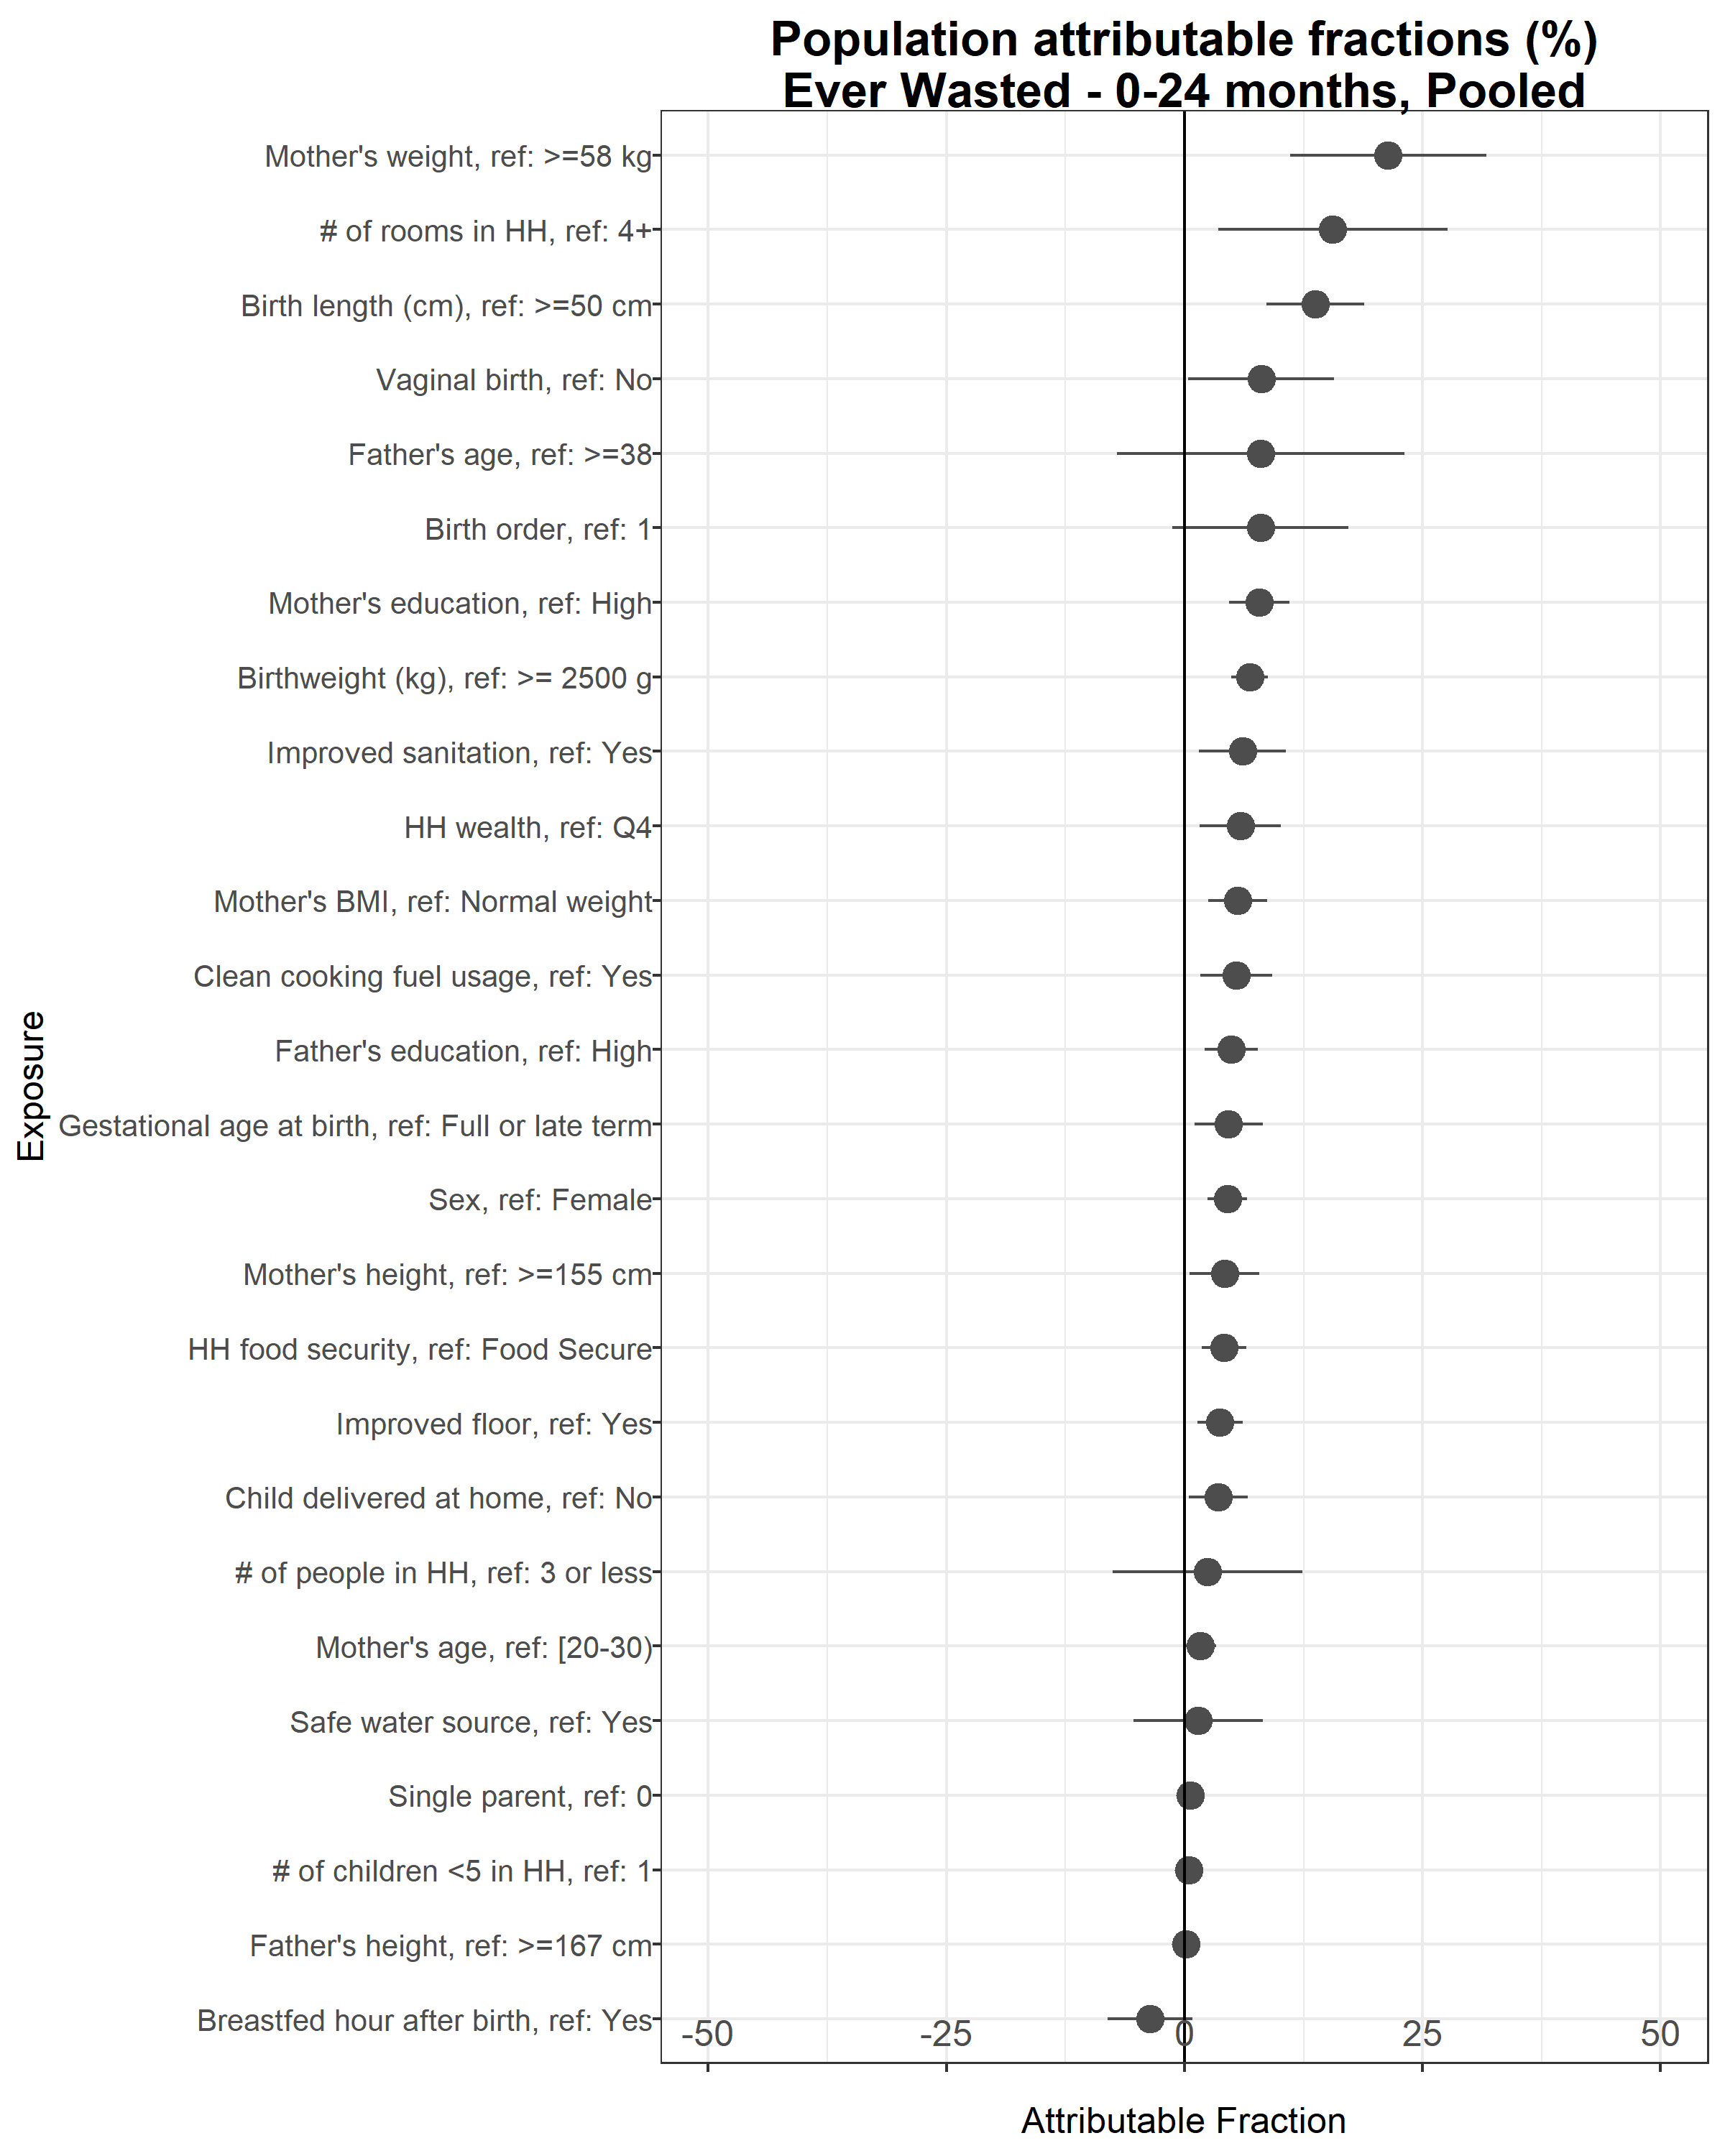 Population attributable fractions (%)
Ever Wasted - 0-24 months, Pooled
Mother's weight, ref: >=58 kg
# of rooms in HH, ref: 4+
Birth length (cm), ref: >=50 cm
Vaginal birth, ref: No
Father's age, ref: >=38
Birth order, ref: 1
Mother's education, ref: High
Birthweight (kg), ref: >= 2500 g
Improved sanitation, ref: Yes
HH wealth, ref: Q4
Mother's BMI, ref: Normal weight
Clean cooking fuel usage, ref: Yes
Father's education, ref: High
Gestational age at birth, ref: Full or late term
Sex, ref: Female
Mother's height, ref: >=155 cm
HH food security, ref: Food Secure
Improved floor, ref: Yes
Child delivered at home, ref: No
# of people in HH, ref: 3 or less
Mother's age, ref: [20-30)
Safe water source, ref: Yes
Single parent, ref: 0
# of children <5 in HH, ref: 1
Father's height, ref: >=167 cm
Breastfed hour after birth, ref: Yes
Exposure
-50 -25 0 25 50
Attributable Fraction